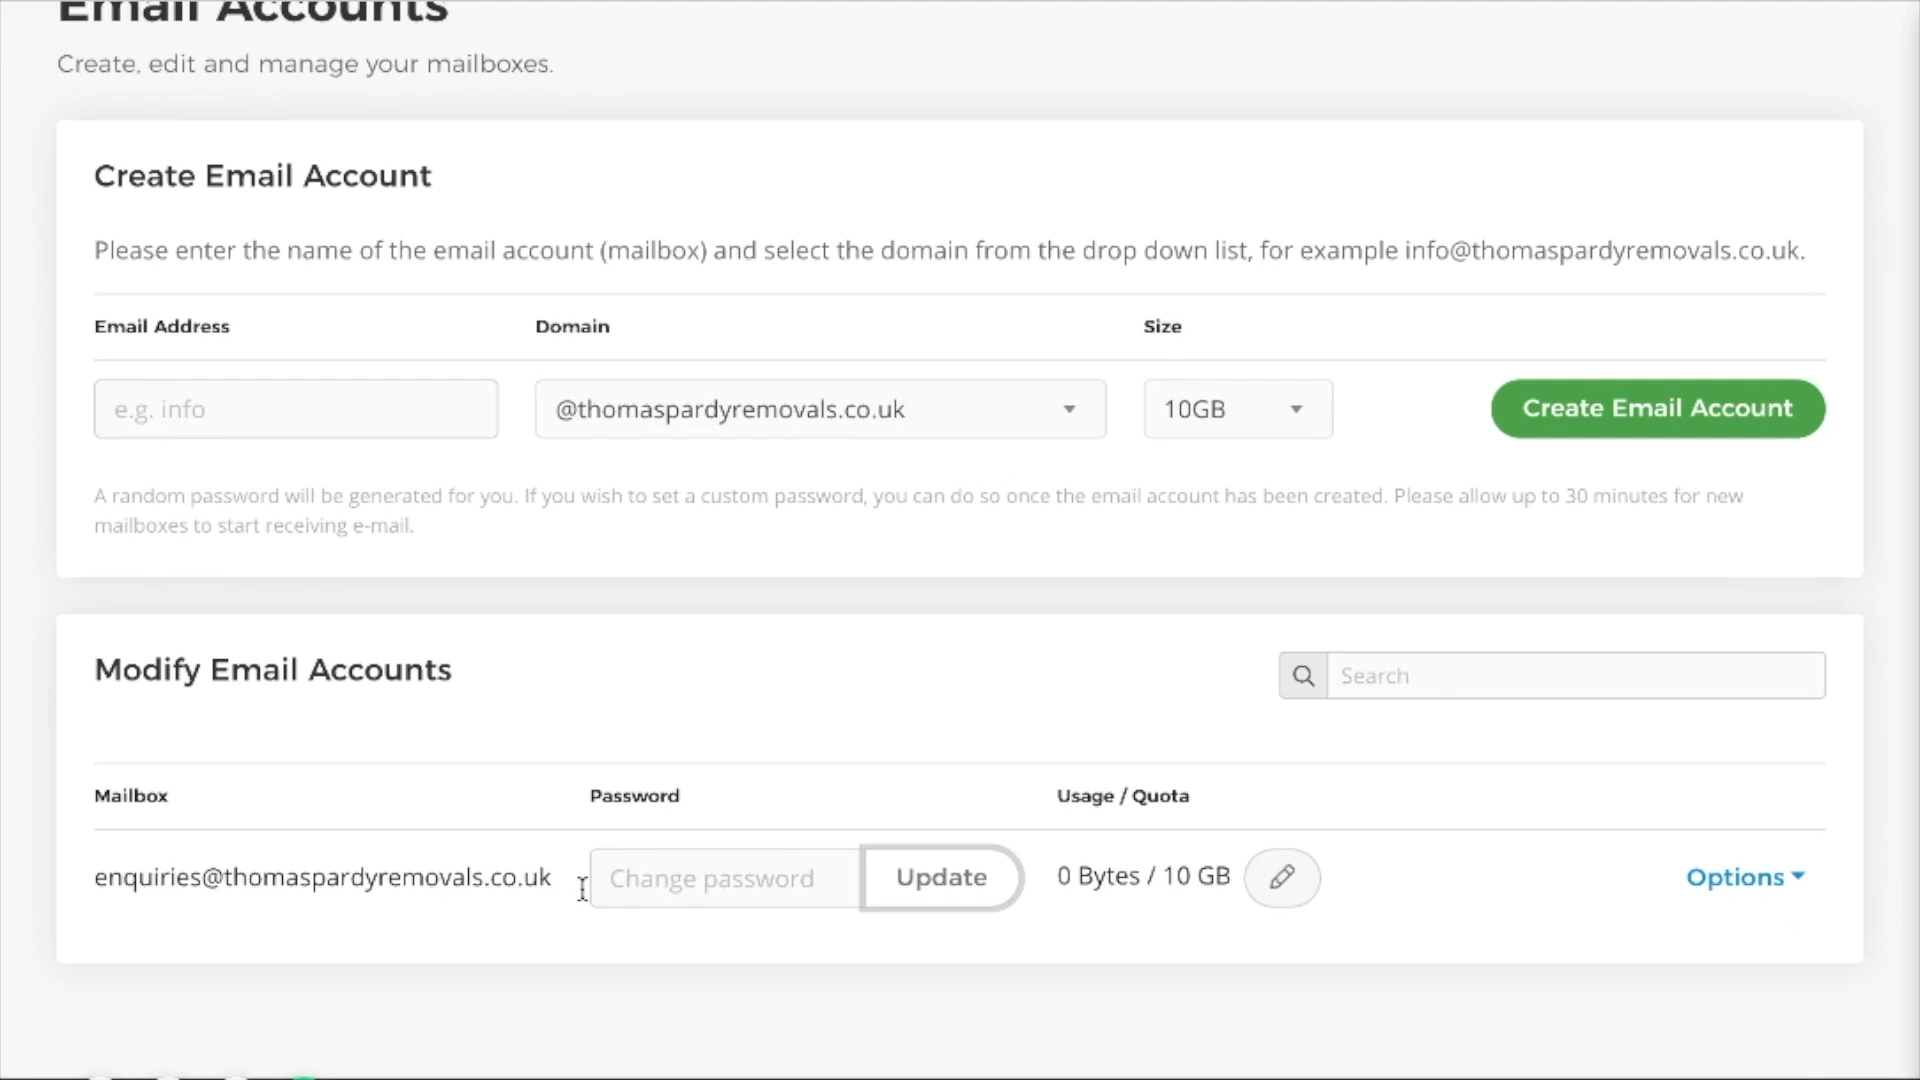 Email Accounts
Create, edit and manage your mailboxes.
Create Email Account
Please enter the name of the email account (mailbox) and select the domain from the drop down list, for example info@thomaspardyremovals.co.uk.
Email Address Domain Size
e.g. info @thomaspardyremovals.co.uk 10GB Create Email Account
A random password will be generated for you. If you wish to set a custom password, you can do so once the email account has been created. Please allow up to 30 minutes for new
mailboxes to start receiving e-mail.
Modify Email Accounts Search
Mailbox Password Usage / Quota
enquiries@thomaspardyremovals.co.uk Change password Update 0 Bytes / 10 GB Options